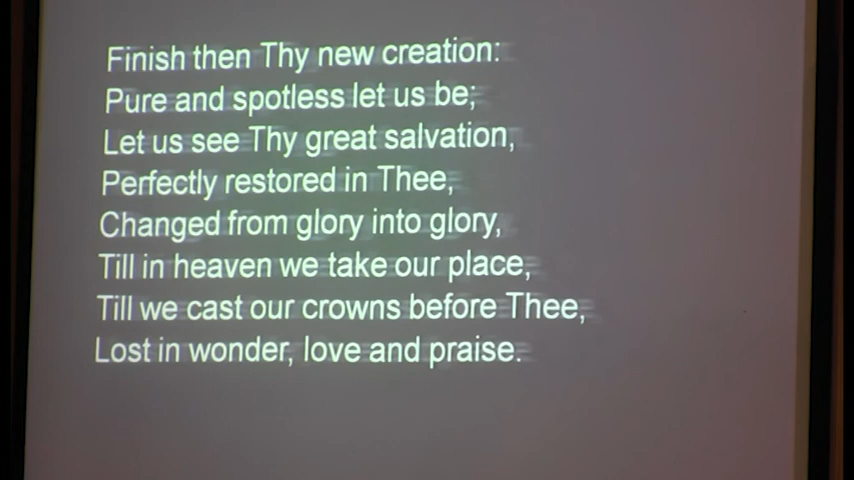 Finish then Thy new creation:
Pure and spotless let us be;
Let us see Thy great salvation,
Perfectly restored in Thee,
Changed from glory into glory,
Till in heaven we take our place,
Till we cast our crowns before Thee,
Lost in wonder, love and praise.